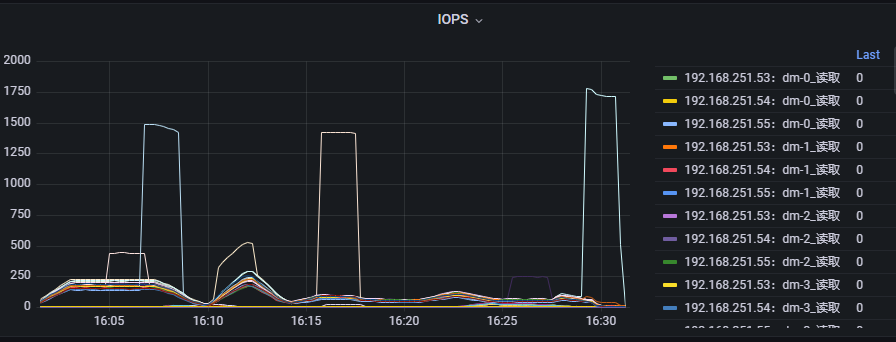 IOPS
Last
2000
1750
1500
1250
1000
750
500
250
0
16:05 16:10 16:15 16:20 16:25 16:30
192.168.251.53：dm-0_读取 0
192.168.251.54：dm-0_读取 0
192.168.251.55：dm-0_读取 0
192.168.251.53：dm-1_读取 0
192.168.251.54：dm-1_读取 0
192.168.251.55：dm-1_读取 0
192.168.251.53：dm-2_读取 0
192.168.251.54：dm-2_读取 0
192.168.251.55：dm-2_读取 0
192.168.251.53：dm-3_读取 0
192.168.251.54：dm-3_读取 0